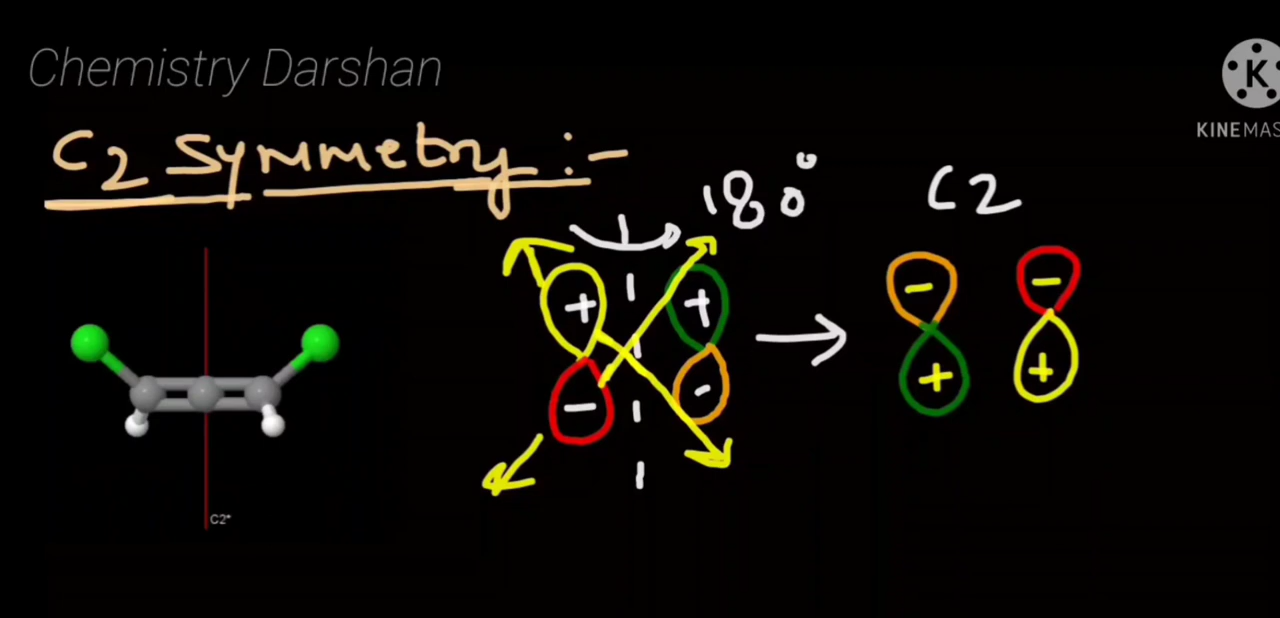 Chemistry Darshan
K
KINEMAS
C2 Symmetry :-
180°
C2
+ + - -
- - + +
C2*